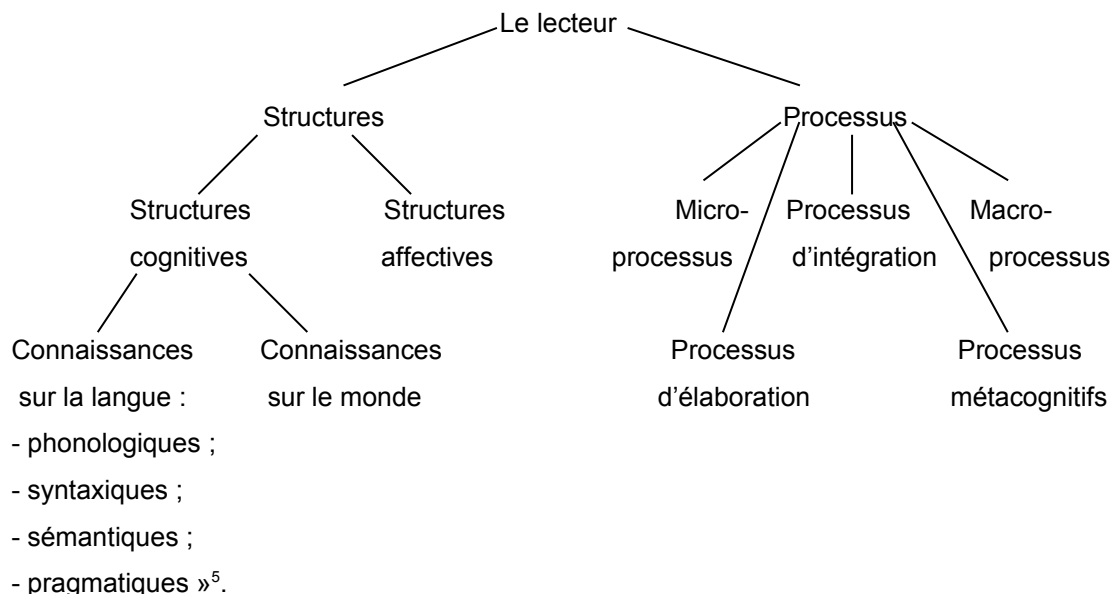 Le lecteur
Structures
Processus
Structures
cognitives
Structures
affectives
Micro-
processus
Processus
d’intégration
Macro-
processus
Connaissances
sur la langue :
- phonologiques ;
- syntaxiques ;
- sémantiques ;
- pragmatiques »⁵.
Connaissances
sur le monde
Processus
d’élaboration
Processus
métacognitifs